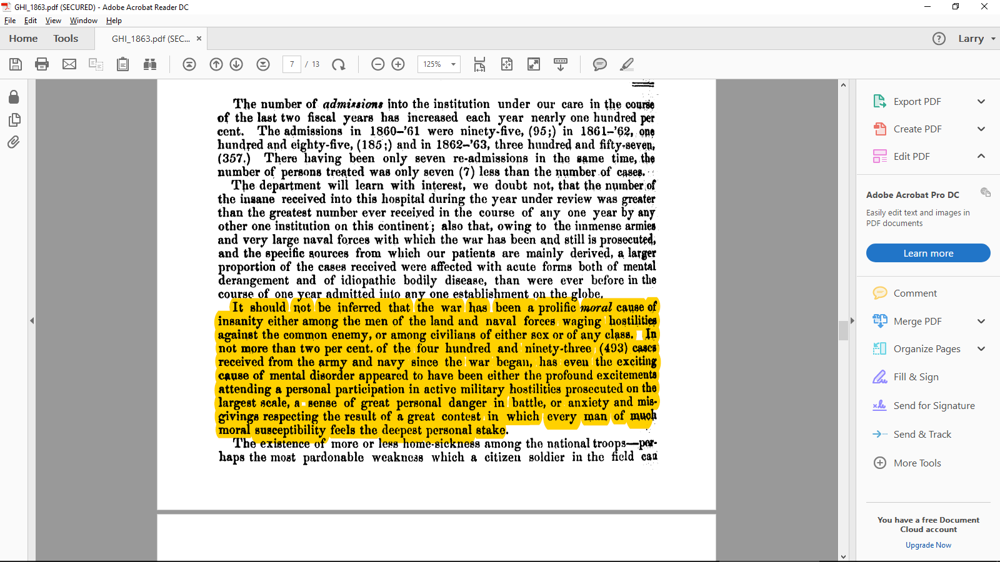 GHI_1863.pdf (SECURED) - Adobe Acrobat Reader DC
File Edit View Window Help
Home Tools GHI_1863.pdf (SEC... × Larry
7 / 13 125%
The number of admissions into the institution under our care in the course
of the last two fiscal years has increased each year nearly one hundred per
cent. The admissions in 1860–'61 were ninety-five, (95;) in 1861–'62, one
hundred and eighty-five, (185;) and in 1862–'63, three hundred and fifty-seven,
(357.) There having been only seven re-admissions in the same time, the
number of persons treated was only seven (7) less than the number of cases.
The department will learn with interest, we doubt not, that the number of
the insane received into this hospital during the year under review was greater
than the greatest number ever received in the course of any one year by any
other one institution on this continent; also that, owing to the immense armies
and very large naval forces with which the war has been and still is prosecuted,
and the specific sources from which our patients are mainly derived, a larger
proportion of the cases received were affected with acute forms both of mental
derangement and of idiopathic bodily disease, than were ever before in the
course of one year admitted into any one establishment on the globe.
It should not be inferred that the war has been a prolific moral cause of
insanity either among the men of the land and naval forces waging hostilities
against the common enemy, or among civilians of either sex or of any class. In
not more than two per cent. of the four hundred and ninety-three (493) cases
received from the army and navy since the war began, has even the exciting
cause of mental disorder appeared to have been either the profound excitements
attending a personal participation in active military hostilities prosecuted on the
largest scale, a sense of great personal danger in battle, or anxiety and mis-
givings respecting the result of a great contest in which every man of much
moral susceptibility feels the deepest personal stake.
The existence of more or less home-sickness among the national troops—per-
haps the most pardonable weakness which a citizen soldier in the field can
Export PDF
Create PDF
Edit PDF
Adobe Acrobat Pro DC
Easily edit text and images in
PDF documents
Learn more
Comment
Merge PDF
Organize Pages
Fill & Sign
Send for Signature
Send & Track
More Tools
You have a free Document
Cloud account
Upgrade Now